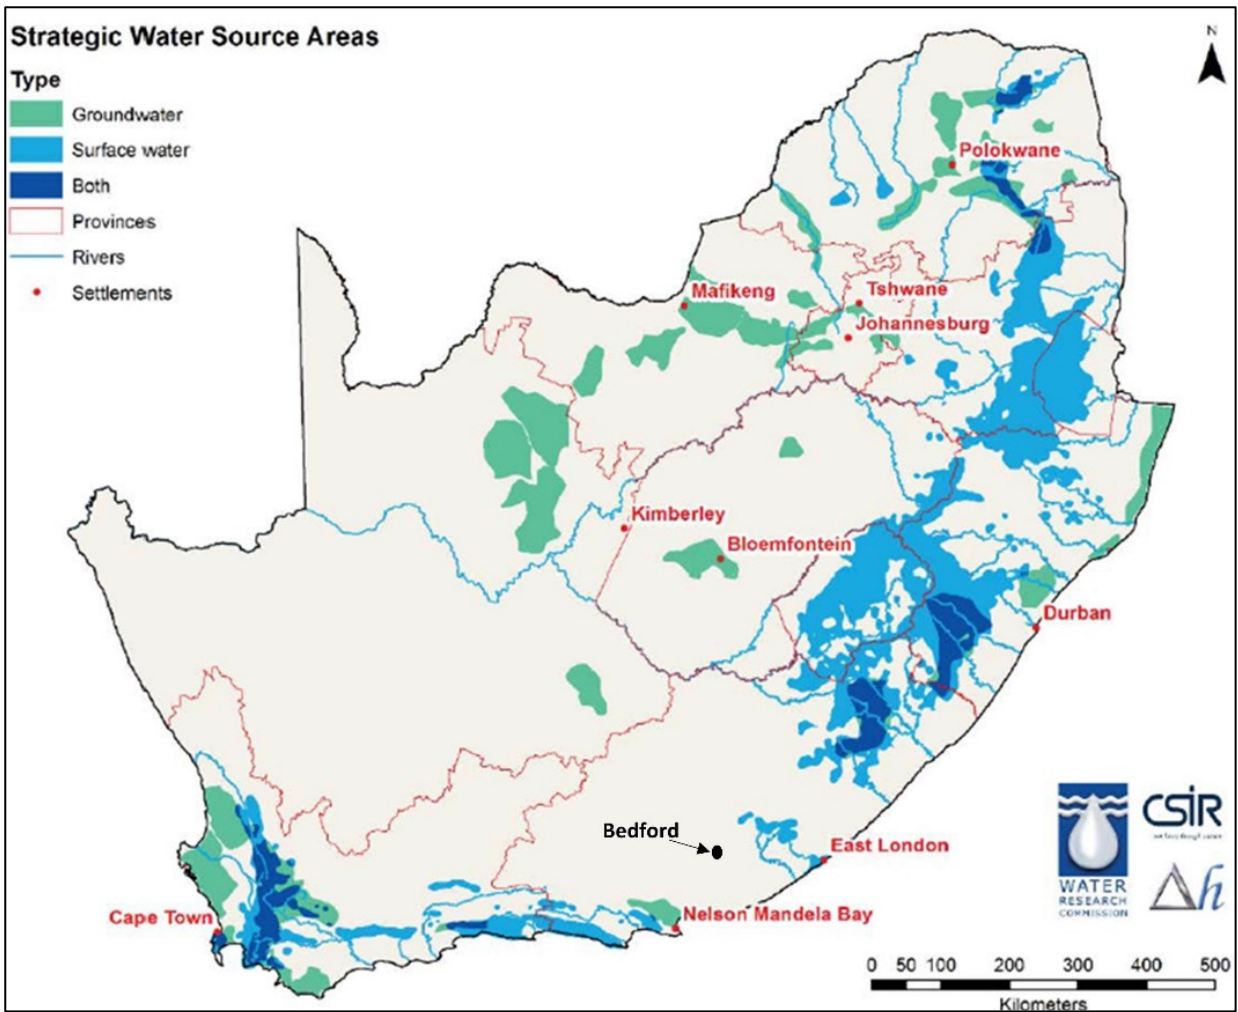 Strategic Water Source Areas
Type
Groundwater
Surface water
Both
Provinces
Rivers
Settlements
N
Polokwane
Mafikeng
Tshwane
Johannesburg
Kimberley
Bloemfontein
Durban
Bedford
East London
Cape Town
Nelson Mandela Bay
WATER
RESEARCH
COMMISSION
CSIR
Δh
0 50 100 200 300 400 500
Kilometers